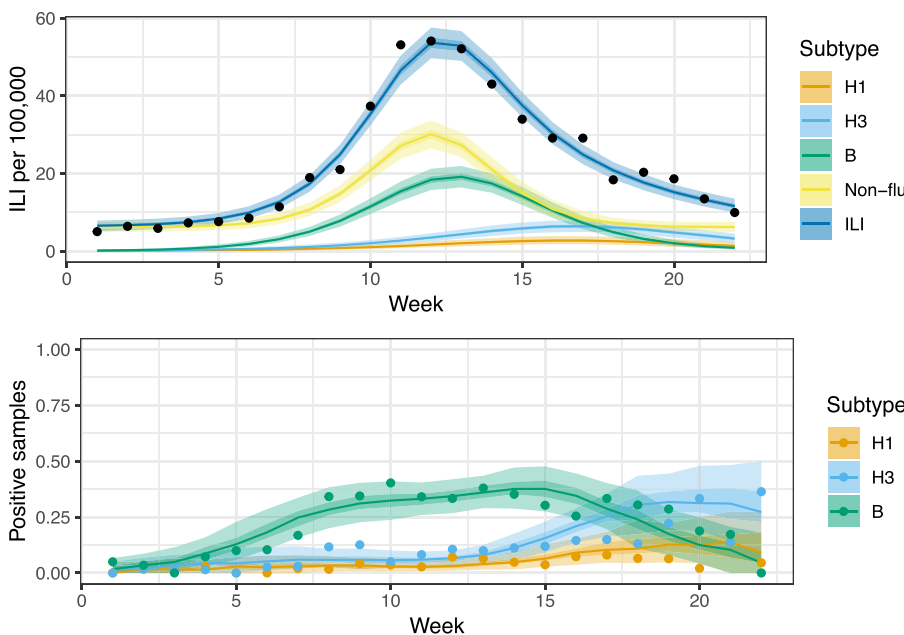 60
40
20
0
ILI per 100,000
0
5
10
15
20
Week
Subtype
H1
H3
B
Non−flu
ILI
1.00
0.75
0.50
0.25
0.00
Positive samples
0
5
10
15
20
Week
Subtype
H1
H3
B